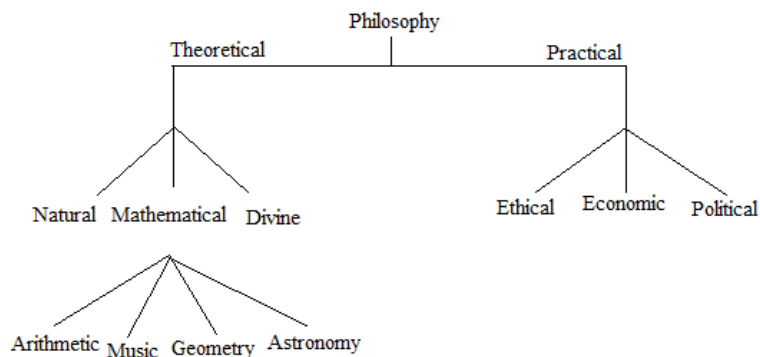 Philosophy
Theoretical Practical
Natural Mathematical Divine
Ethical Economic Political
Arithmetic Music Geometry Astronomy